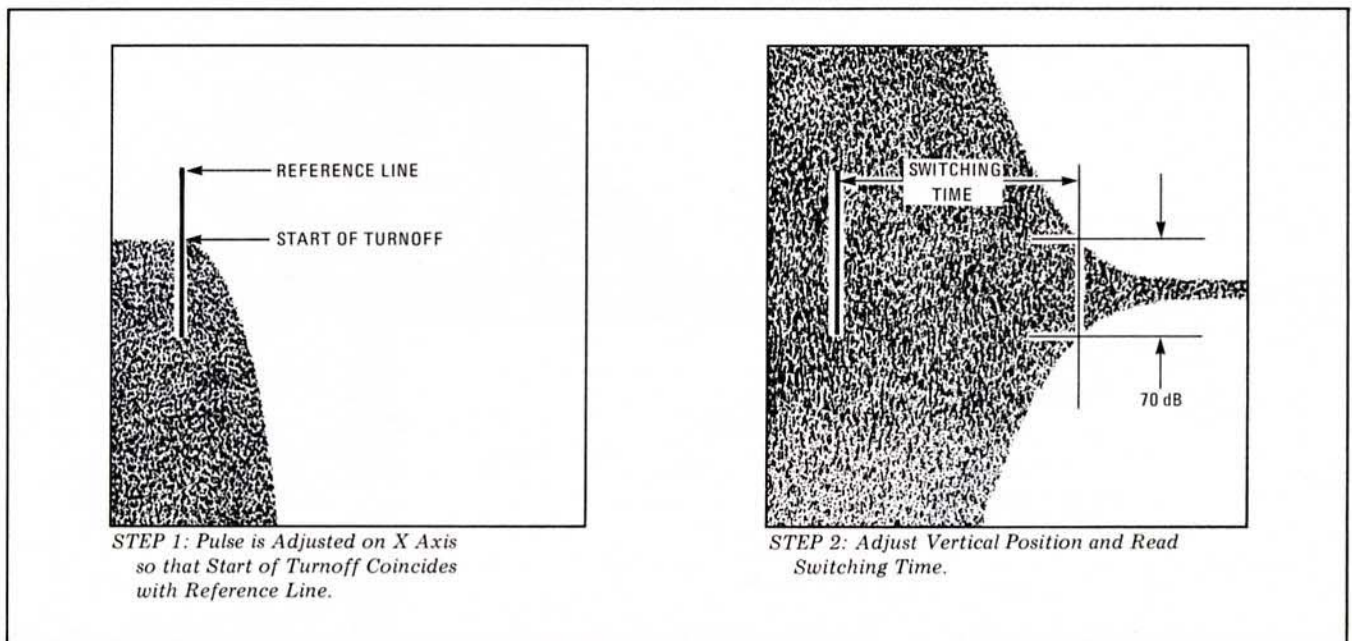 REFERENCE LINE
START OF TURNOFF
STEP 1: Pulse is Adjusted on X Axis
so that Start of Turnoff Coincides
with Reference Line.
SWITCHING
TIME
70 dB
STEP 2: Adjust Vertical Position and Read
Switching Time.